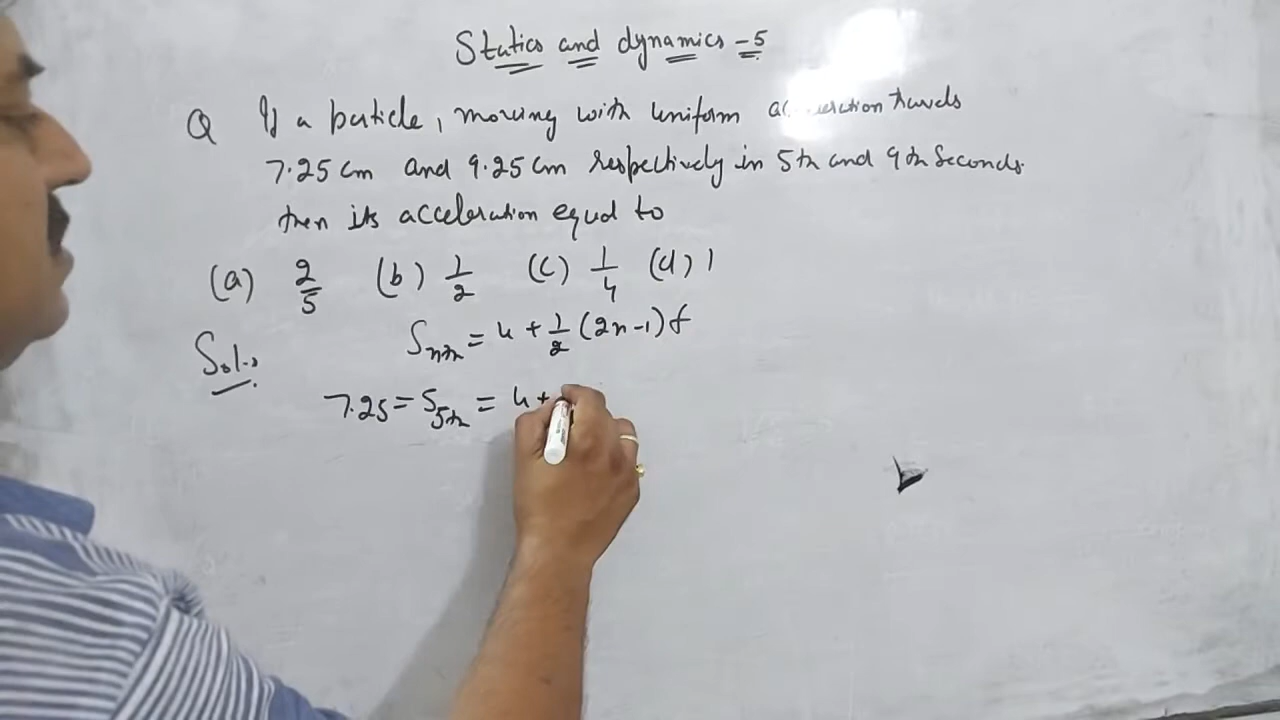 Statics and dynamics - 5
Q If a particle, moving with uniform acceleration travels
7.25 cm and 9.25 cm respectively in 5th and 9th seconds
then its acceleration equal to
(a) 2/5 (b) 1/2 (c) 1/4 (d) 1
Sol. S_nth = u + 1/2 (2n-1) f
7.25 = S_5th = u +